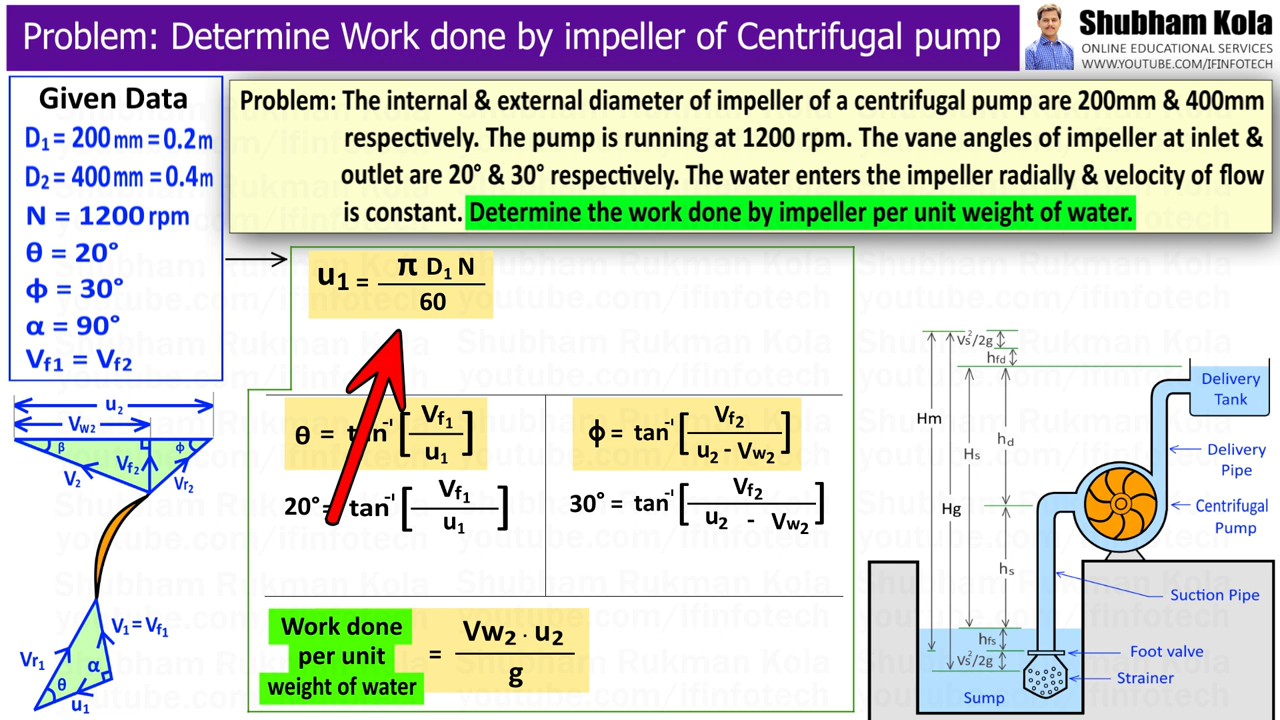 Problem: Determine Work done by impeller of Centrifugal pump
Shubham Kola
ONLINE EDUCATIONAL SERVICES
WWW.YOUTUBE.COM/IFINFOTECH
Given Data
D₁ = 200 mm = 0.2 m
D₂ = 400 mm = 0.4 m
N = 1200 rpm
θ = 20°
ϕ = 30°
α = 90°
Vf1 = Vf2
Problem: The internal & external diameter of impeller of a centrifugal pump are 200mm & 400mm
respectively. The pump is running at 1200 rpm. The vane angles of impeller at inlet &
outlet are 20° & 30° respectively. The water enters the impeller radially & velocity of flow
is constant. Determine the work done by impeller per unit weight of water.
u₁ = π D₁ N / 60
θ = tan⁻¹ [Vf₁ / u₁]
20° = tan⁻¹ [Vf₁ / u₁]
ϕ = tan⁻¹ [Vf₂ / u₂ - Vw₂]
30° = tan⁻¹ [Vf₂ / u₂ - Vw₂]
Work done
per unit
weight of water
= Vw₂ · u₂ / g
u₂
Vw₂
β
ϕ
V₂
Vf₂
Vr₂
V₁ = Vf₁
Vr₁
α
θ
u₁
Vs²/2g
hfd
Hm
Hs
hd
Hg
hs
hfs
Vs²/2g
Delivery
Tank
Delivery
Pipe
Centrifugal
Pump
Suction Pipe
Foot valve
Strainer
Sump
Shubham Rukman Kola
youtube.com/ifinfotech